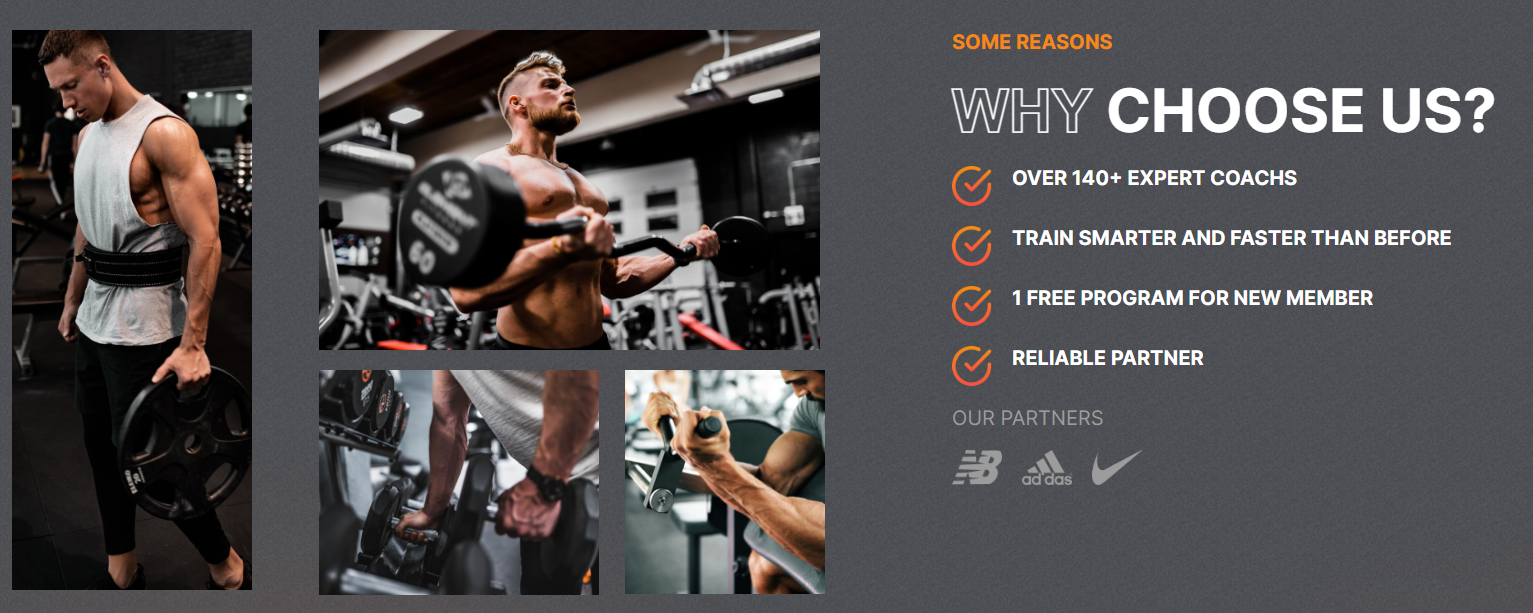 SOME REASONS
WHY CHOOSE US?
OVER 140+ EXPERT COACHS
TRAIN SMARTER AND FASTER THAN BEFORE
1 FREE PROGRAM FOR NEW MEMBER
RELIABLE PARTNER
OUR PARTNERS
adidas
60